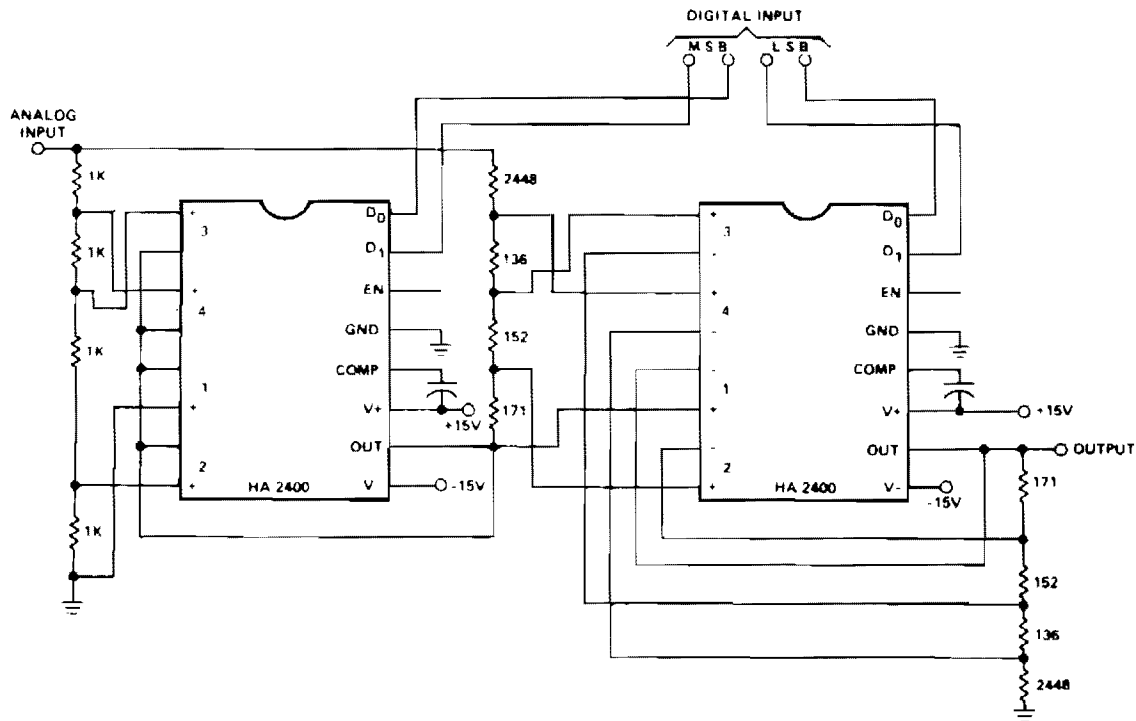 DIGITAL INPUT
MSB LSB
ANALOG
INPUT
1K
1K
1K
1K
+
3
+
4
1
+
2
+
HA 2400
D0
D1
EN
GND
COMP
V+
OUT
V
+15V
-15V
2448
136
152
171
+
3
-
+
4
-
-
1
+
-
2
+
HA 2400
D0
D1
EN
GND
COMP
V+
OUT
V-
+15V
OUTPUT
-15V
171
152
136
2448